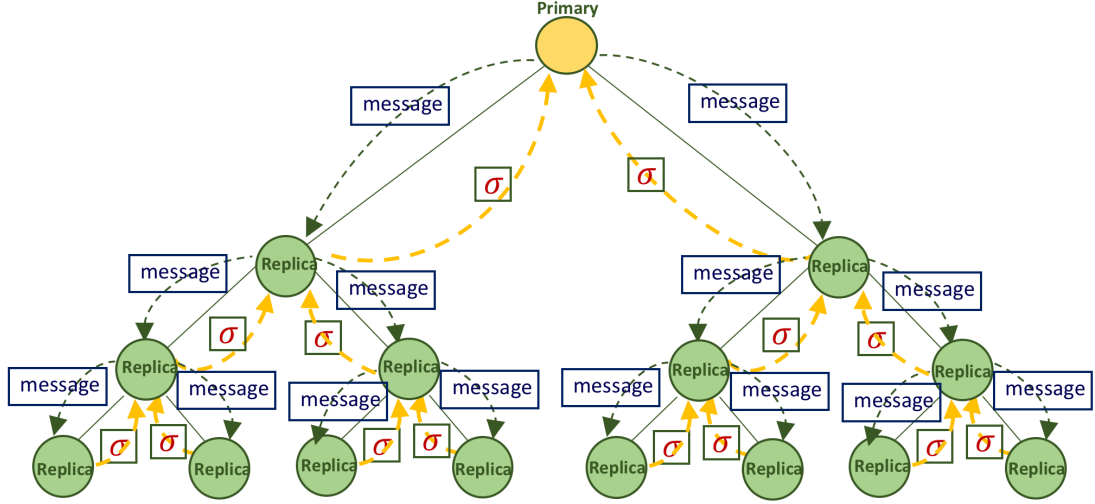 Primary
message
message
σ
σ
Replica
Replica
message
message
message
message
σ
σ
σ
σ
Replica
Replica
Replica
Replica
message
message
message
message
message
message
message
message
σ
σ
σ
σ
σ
σ
σ
σ
Replica
Replica
Replica
Replica
Replica
Replica
Replica
Replica